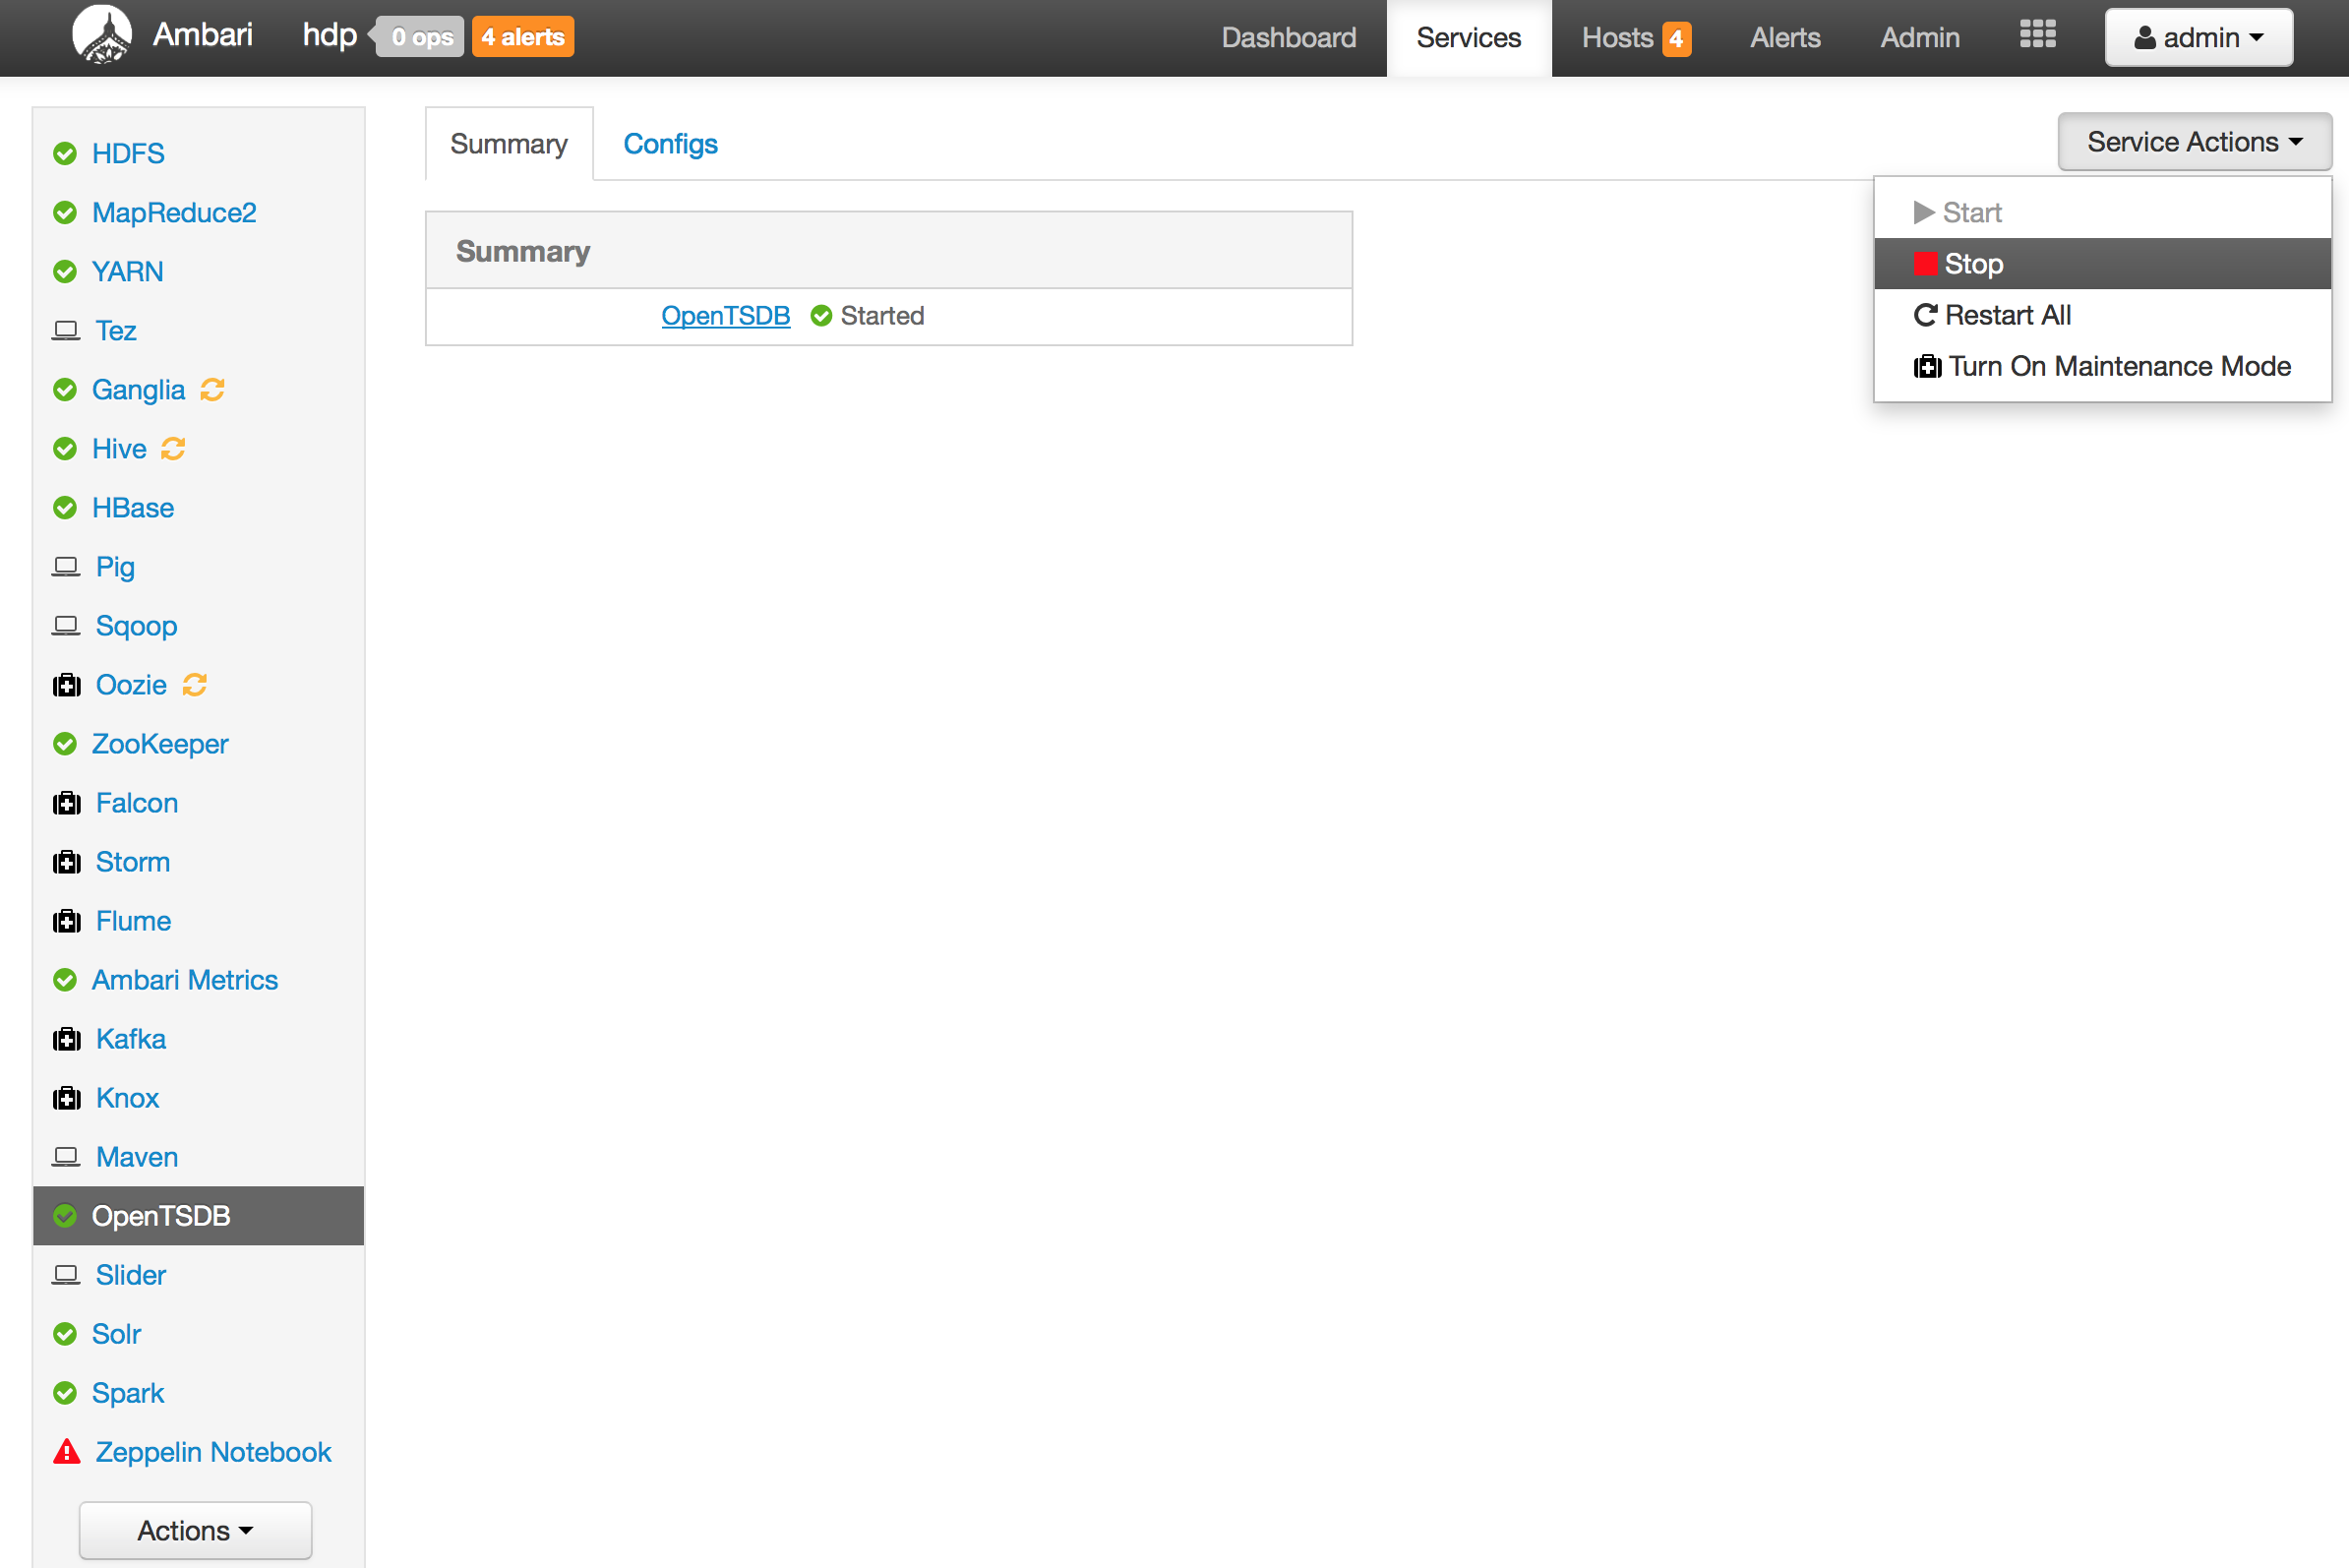 Ambari hdp 0 ops 4 alerts Dashboard Services Hosts 4 Alerts Admin admin
HDFS
MapReduce2
YARN
Tez
Ganglia
Hive
HBase
Pig
Sqoop
Oozie
ZooKeeper
Falcon
Storm
Flume
Ambari Metrics
Kafka
Knox
Maven
OpenTSDB
Slider
Solr
Spark
Zeppelin Notebook
Actions
Summary Configs
Summary
OpenTSDB Started
Service Actions
Start
Stop
Restart All
Turn On Maintenance Mode